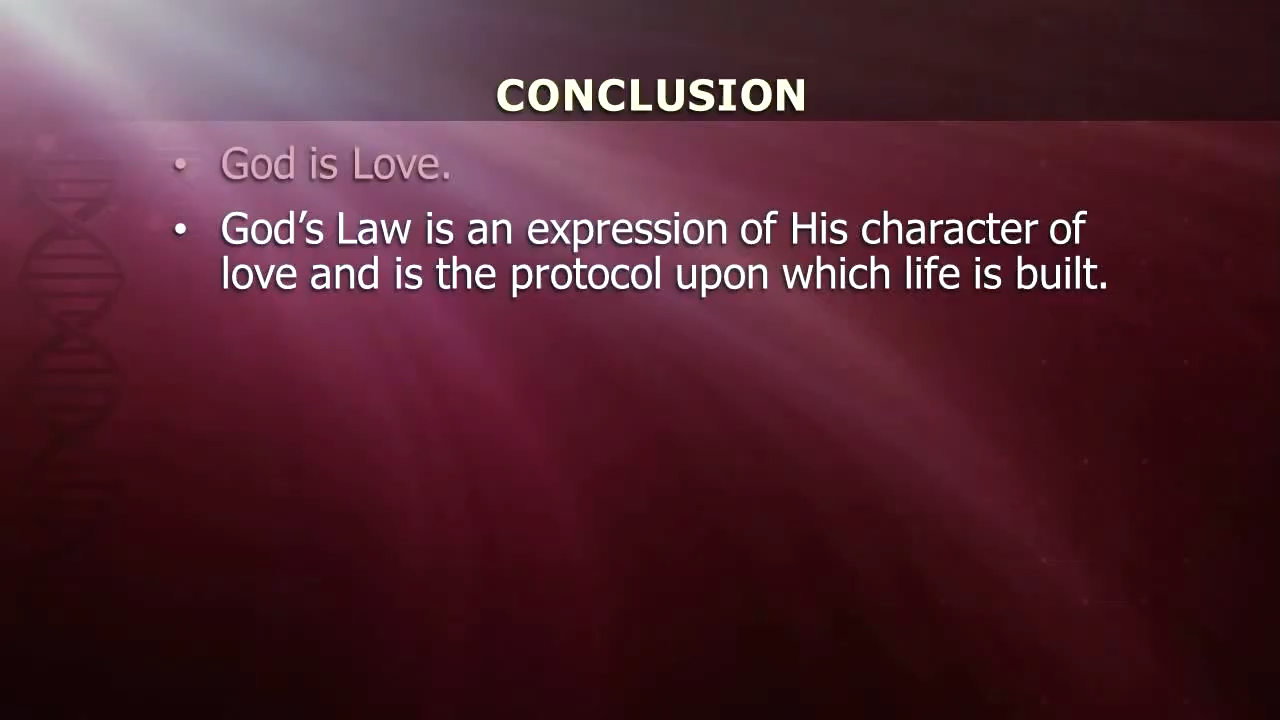 CONCLUSION
• God is Love.
• God’s Law is an expression of His character of
love and is the protocol upon which life is built.